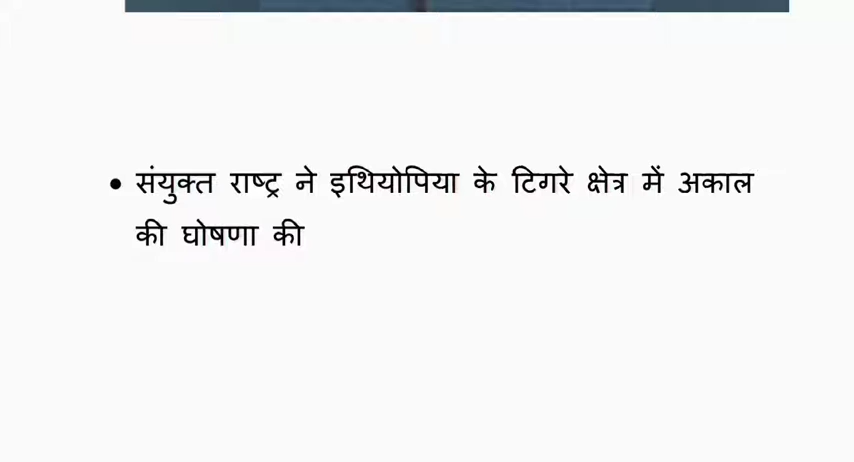 • संयुक्त राष्ट्र ने इथियोपिया के टिगरे क्षेत्र में अकाल
की घोषणा की